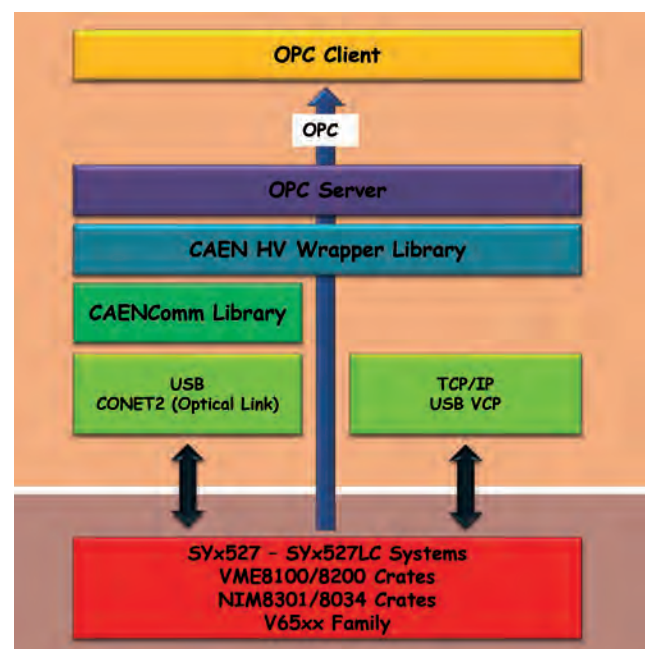 OPC Client
OPC
OPC Server
CAEN HV Wrapper Library
CAENComm Library
USB
CONET2 (Optical Link)
TCP/IP
USB VCP
SYx527 - SYx527LC Systems
VME8100/8200 Crates
NIM8301/8034 Crates
V65xx Family